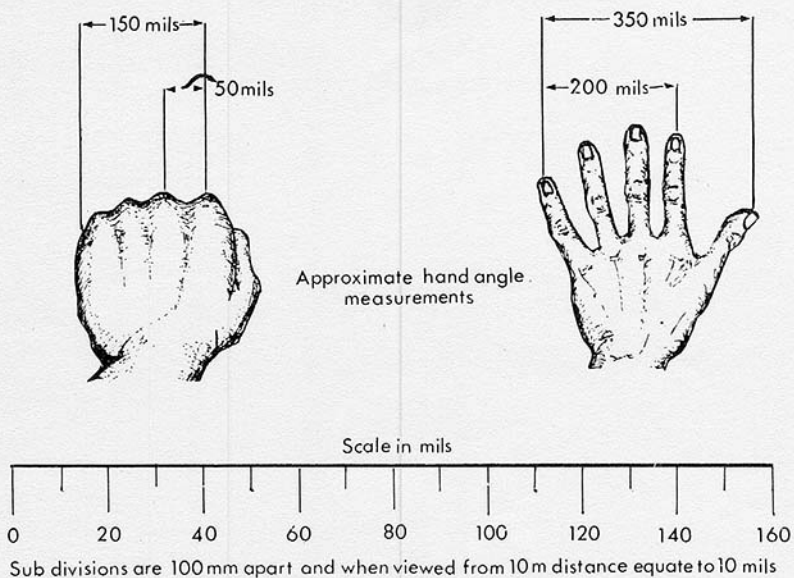 150 mils
50mils
350 mils
200 mils
Approximate hand angle
measurements
Scale in mils
0 20 40 60 80 100 120 140 160
Sub divisions are 100mm apart and when viewed from 10m distance equate to 10 mils